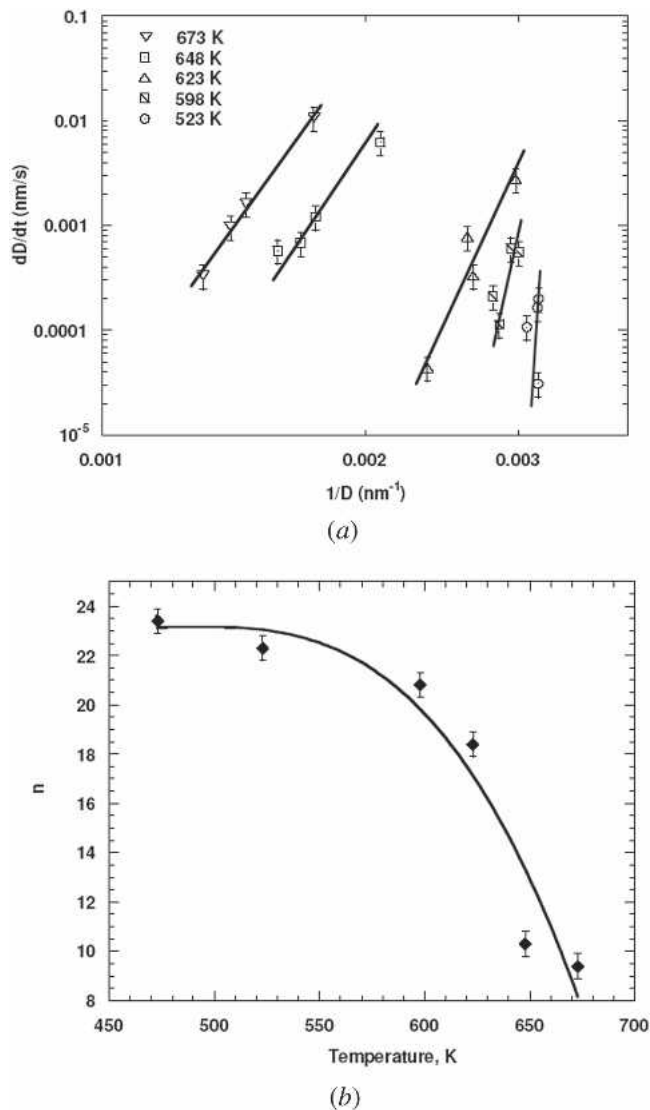 0.1
673 K
648 K
623 K
598 K
523 K
0.01
0.001
0.0001
10⁻⁵
dD/dt (nm/s)
0.001 0.002 0.003
1/D (nm⁻¹)
(a)
24
22
20
18
16
14
12
10
8
n
450 500 550 600 650 700
Temperature, K
(b)